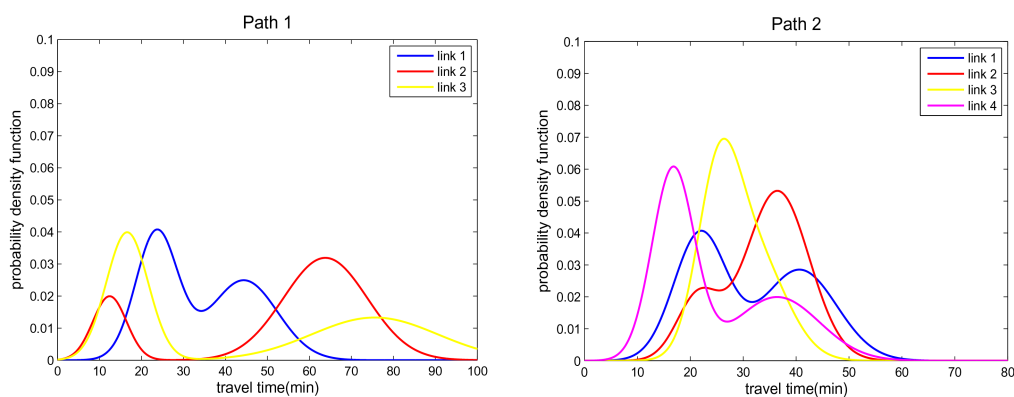 Path 1
0.1
0.09
0.08
0.07
0.06
0.05
0.04
0.03
0.02
0.01
0
probability density function
link 1
link 2
link 3
0 10 20 30 40 50 60 70 80 90 100
travel time(min)
Path 2
0.1
0.09
0.08
0.07
0.06
0.05
0.04
0.03
0.02
0.01
0
probability density function
link 1
link 2
link 3
link 4
0 10 20 30 40 50 60 70 80
travel time(min)